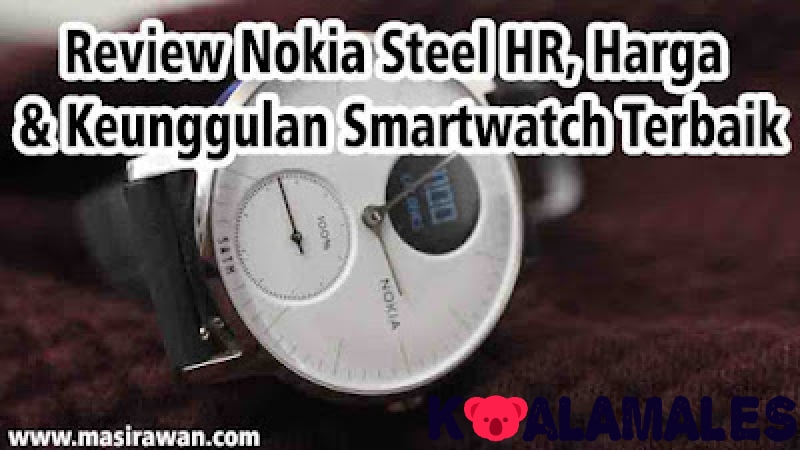 Review Nokia Steel HR, Harga
& Keunggulan Smartwatch Terbaik
100%
NOKIA
KOALAMALES
www.masirawan.com